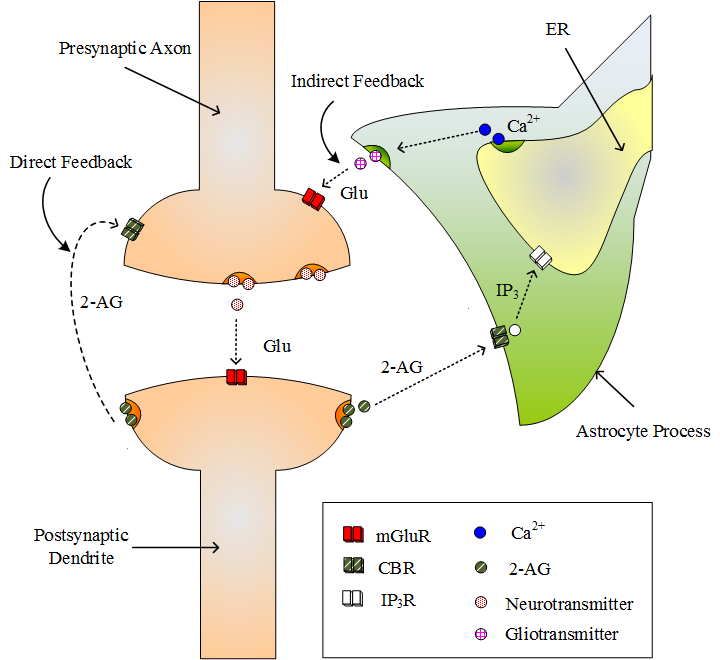 ER
Presynaptic Axon
Indirect Feedback
Ca²⁺
Direct Feedback
Glu
IP₃
2-AG
Glu
2-AG
Astrocyte Process
Postsynaptic
Dendrite
mGluR
CBR
IP₃R
Ca²⁺
2-AG
Neurotransmitter
Gliotransmitter